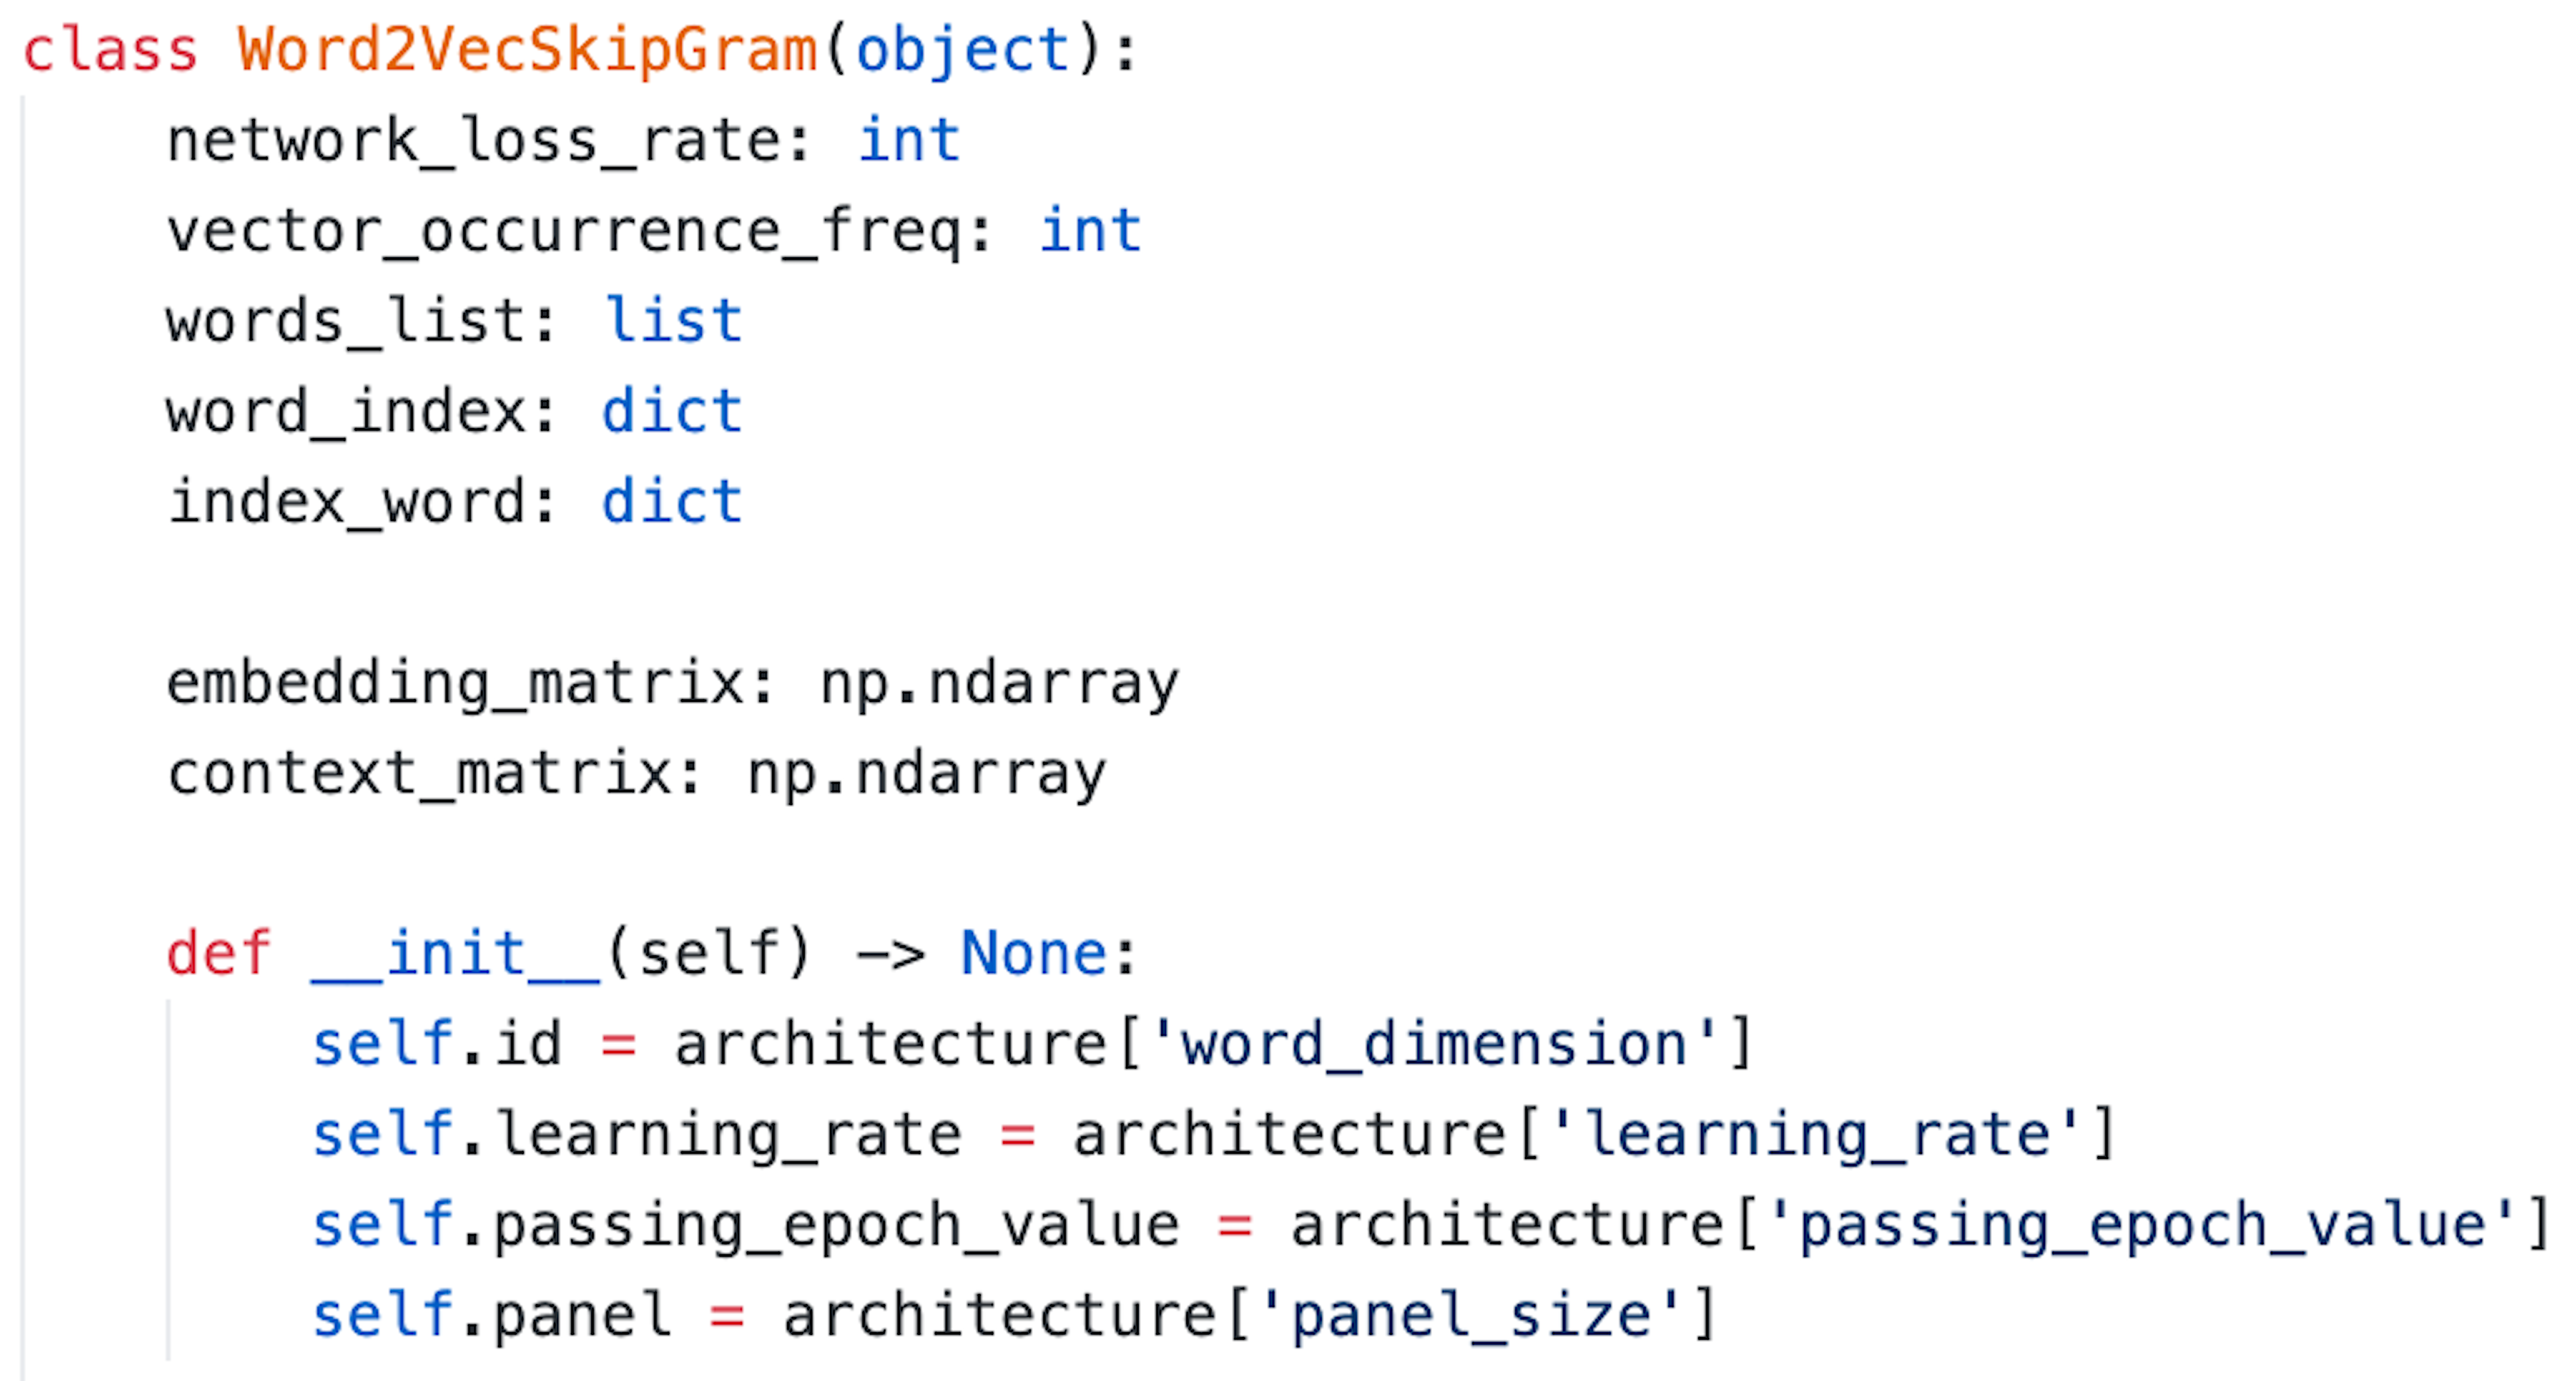 class Word2VecSkipGram(object):
    network_loss_rate: int
    vector_occurrence_freq: int
    words_list: list
    word_index: dict
    index_word: dict

    embedding_matrix: np.ndarray
    context_matrix: np.ndarray

    def __init__(self) -> None:
        self.id = architecture['word_dimension']
        self.learning_rate = architecture['learning_rate']
        self.passing_epoch_value = architecture['passing_epoch_value']
        self.panel = architecture['panel_size']